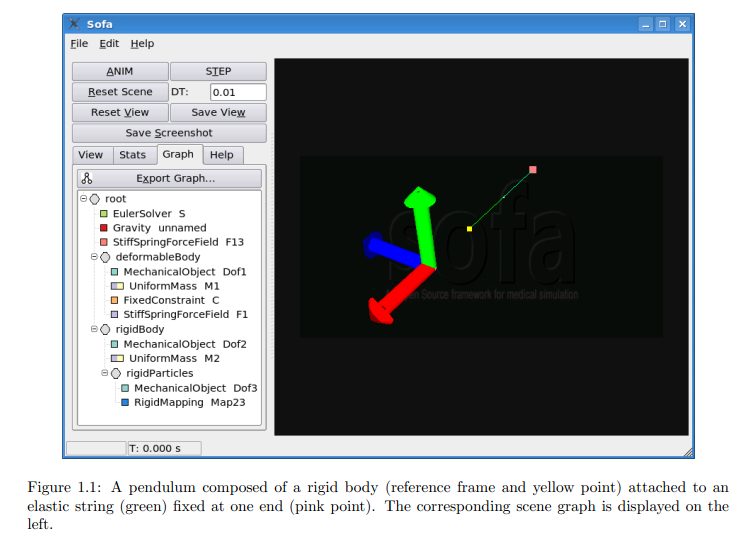 Sofa
File Edit Help
ANIM STEP
Reset Scene DT: 0.01
Reset View Save View
Save Screenshot
View Stats Graph Help
Export Graph...
root
EulerSolver S
Gravity unnamed
StiffSpringForceField F13
deformableBody
MechanicalObject Dof1
UniformMass M1
FixedConstraint C
StiffSpringForceField F1
rigidBody
MechanicalObject Dof2
UniformMass M2
rigidParticles
MechanicalObject Dof3
RigidMapping Map23
sofa
Open Source framework for medical simulation
T: 0.000 s
Figure 1.1: A pendulum composed of a rigid body (reference frame and yellow point) attached to an
elastic string (green) fixed at one end (pink point). The corresponding scene graph is displayed on the
left.